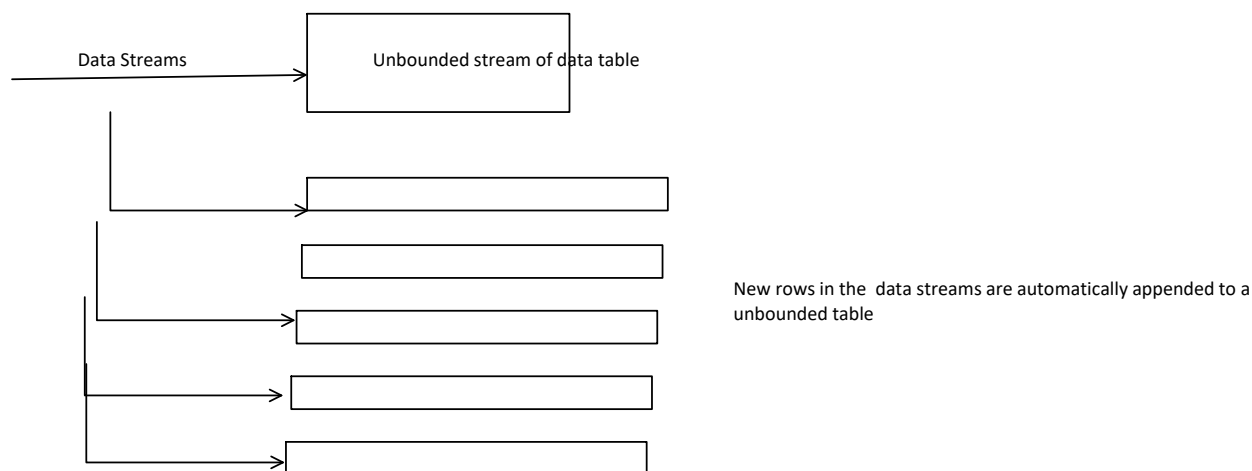 Data Streams
Unbounded stream of data table
New rows in the  data streams are automatically appended to a
unbounded table